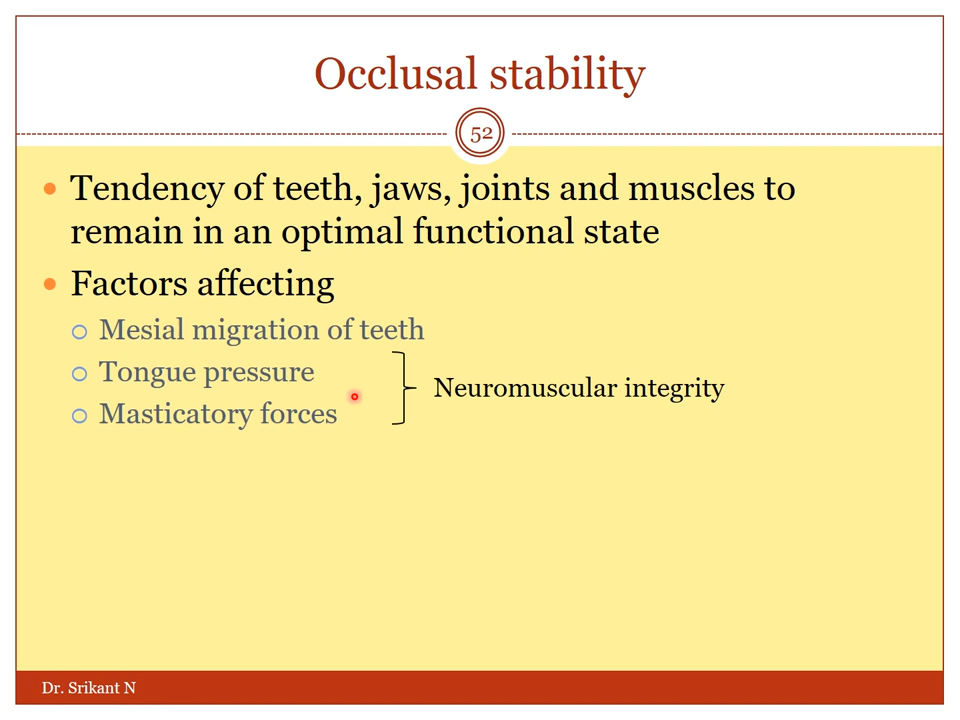 Occlusal stability
52
Tendency of teeth, jaws, joints and muscles to
remain in an optimal functional state
Factors affecting
Mesial migration of teeth
Tongue pressure
Masticatory forces
Neuromuscular integrity
Dr. Srikant N